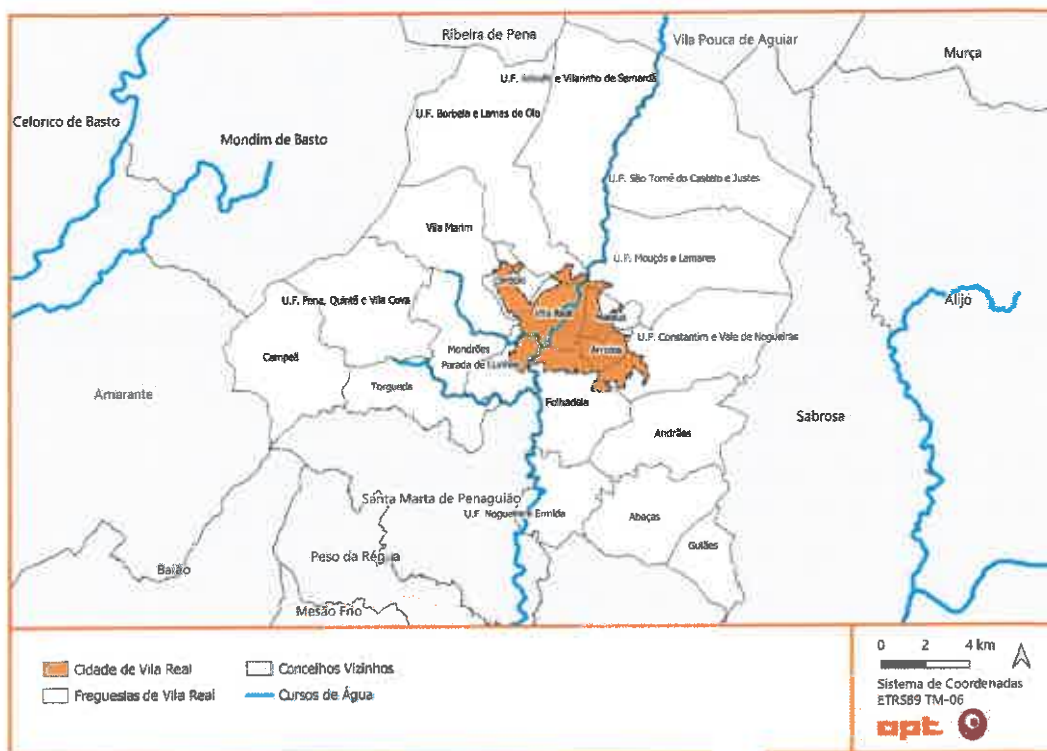 Ribeira de Pena
Vila Pouca de Aguiar
Murça
U.F. e Vilarinho de Samardã
U.F. Borbela e Lamas de Olo
Celorico de Basto
Mondim de Basto
U.F. São Tomé do Castelo e Justes
Vila Marim
U.F. Mouçós e Lamares
Alijó
U.F. Pena, Quintã e Vila Cova
Vila Real
Mateus
U.F. Constantim e Vale de Nogueiras
Mondrões
Arroios
Campeã
Parada de Cunhos
Amarante
Torgueda
Folhadela
Sabrosa
Andrães
Santa Marta de Penaguião
U.F. Nogueira e Ermida
Abaças
Guiães
Peso da Régua
Baião
Mesão Frio
Cidade de Vila Real
Concelhos Vizinhos
Freguesias de Vila Real
Cursos de Água
0 2 4 km
Sistema de Coordenadas
ETRS89 TM-06
apt